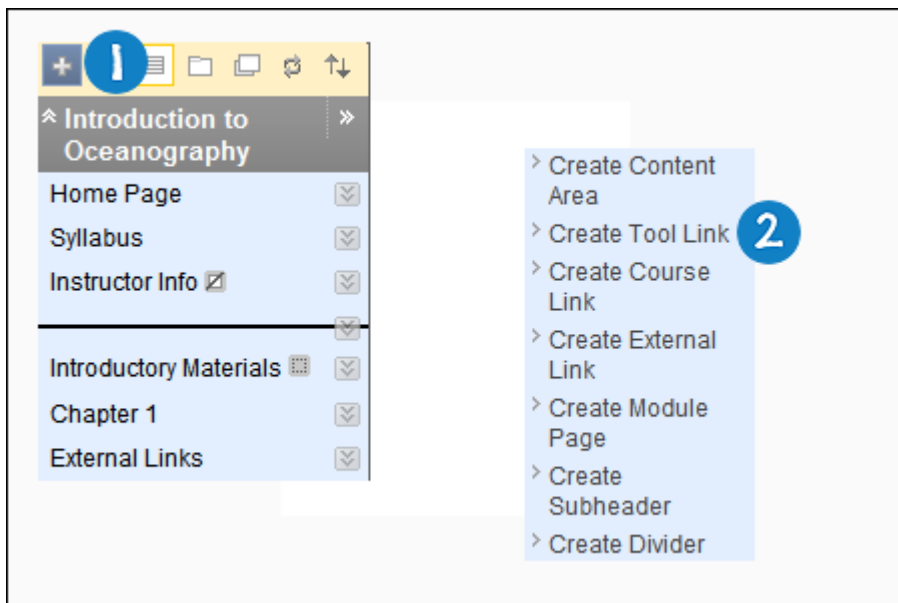 1
Introduction to
Oceanography
Home Page
Syllabus
Instructor Info
Introductory Materials
Chapter 1
External Links
Create Content
Area
Create Tool Link
2
Create Course
Link
Create External
Link
Create Module
Page
Create
Subheader
Create Divider